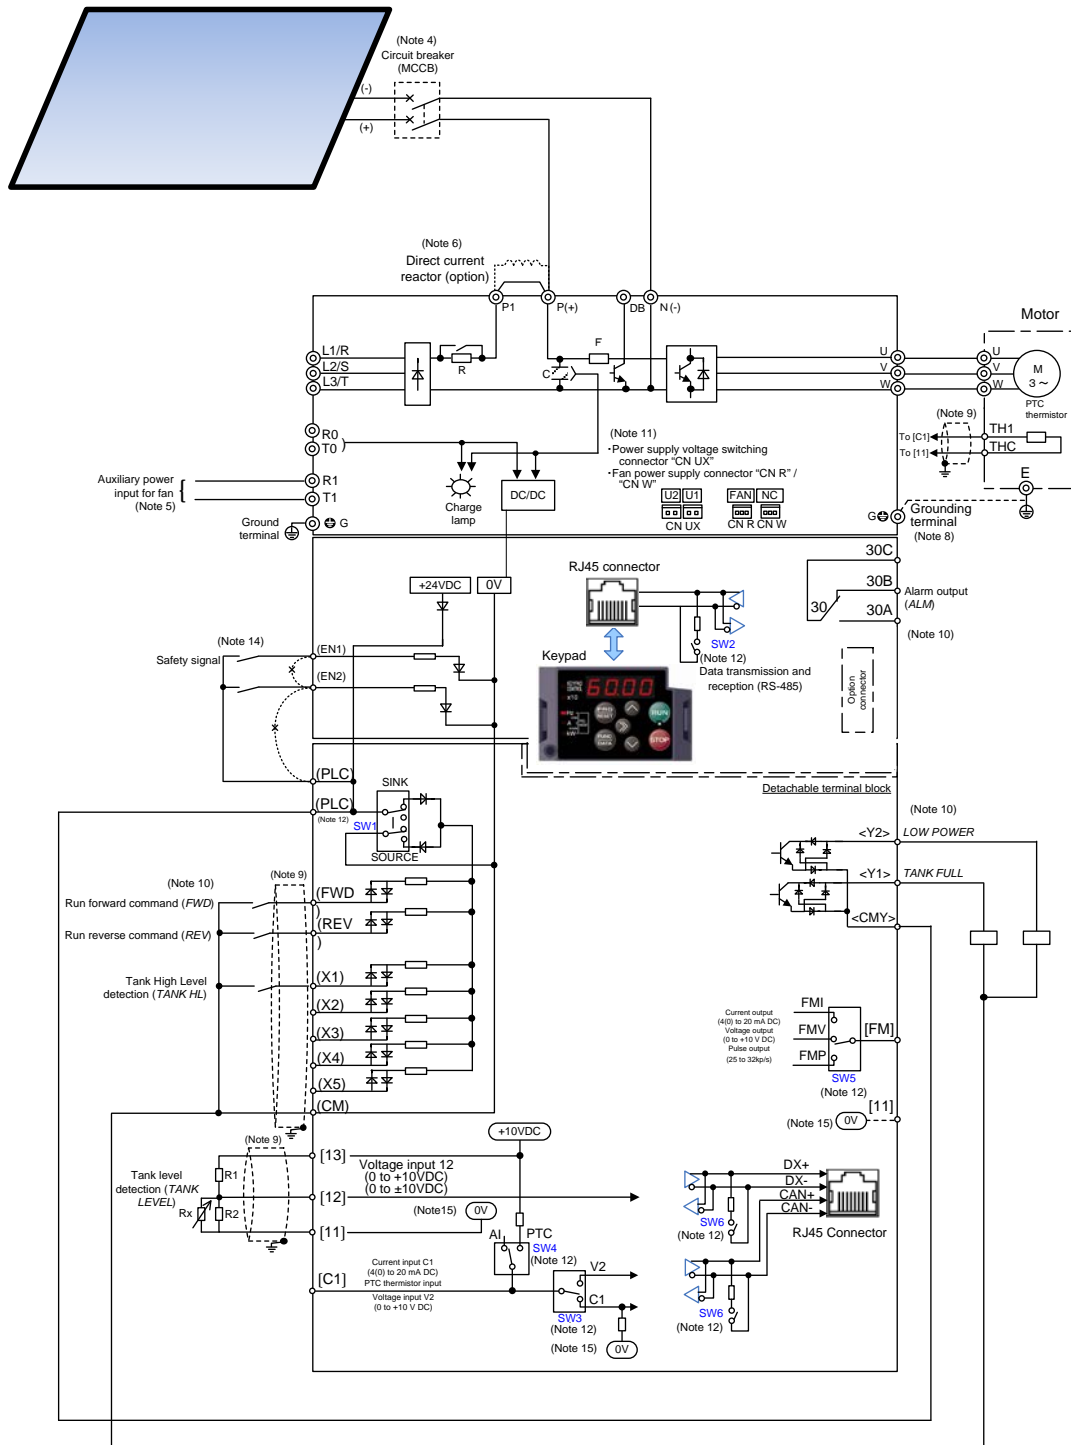 (Note 4)
Circuit breaker
(MCCB)
(-)
(+)
(Note 6)
Direct current
reactor (option)
P1
P(+)
DB
N(-)
Motor
L1/R
L2/S
L3/T
R
F
C
U
V
W
U
V
W
M
3 ~
PTC
thermistor
(Note 9)
To [C1]
To [11]
TH1
THC
E
R0
T0
)
Auxiliary power
input for fan
(Note 5)
{
R1
T1
Ground
terminal
G
Charge
lamp
DC/DC
(Note 11)
・Power supply voltage switching
connector “CN UX”
・Fan power supply connector “CN R” /
“CN W”
U2
U1
FAN
NC
CN UX
CN R
CN W
G
Grounding
terminal
(Note 8)
+24VDC
0V
RJ45 connector
30C
30B
30
30A
Alarm output
(ALM)
(Note 10)
SW2
(Note 12)
Data transmission and
reception (RS-485)
Option
connector
Keypad
60.00
x10
Hz
A
kW
PRG
RESET
RUN
FUNC
DATA
STOP
(Note 14)
Safety signal
(EN1)
(EN2)
(PLC)
(PLC)
(Note 12)
SINK
SW1
SOURCE
Detachable terminal block
(Note 10)
<Y2>
LOW POWER
<Y1>
TANK FULL
<CMY>
(Note 10)
(Note 9)
Run forward command (FWD)
(FWD
)
Run reverse command (REV)
(REV
)
Tank High Level
detection (TANK HL)
(X1)
(X2)
(X3)
(X4)
(X5)
(CM)
Current output
(4(0) to 20 mA DC)
Voltage output
(0 to +10 V DC)
Pulse output
(25 to 32kp/s)
FMI
FMV
FMP
[FM]
SW5
(Note 12)
[11]
(Note 15)
0V
(Note 9)
Tank level
detection (TANK
LEVEL)
R1
Rx
R2
[13]
[12]
[11]
+10VDC
Voltage input 12
(0 to +10VDC)
(0 to ±10VDC)
(Note15)
0V
AI
PTC
SW4
(Note 12)
[C1]
Current input C1
(4(0) to 20 mA DC)
PTC thermistor input
Voltage input V2
(0 to +10 V DC)
V2
C1
SW3
(Note 12)
(Note 15)
0V
DX+
DX-
CAN+
CAN-
SW6
(Note 12)
RJ45 Connector
SW6
(Note 12)